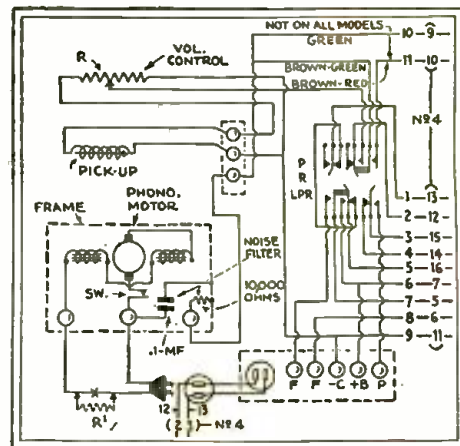 NOT ON ALL MODELS
GREEN
10 9
BROWN-GREEN
11 10
BROWN-RED
R
VOL. CONTROL
Nº4
PICK-UP
P
R
LPR
1 13
2 12
3 15
4 14
5 16
6 7
7 5
8 6
9 11
FRAME
PHONO. MOTOR
NOISE FILTER
10,000 OHMS
SW.
.1-MF
F F -C +B P
R'
12 13
(2 1) Nº4